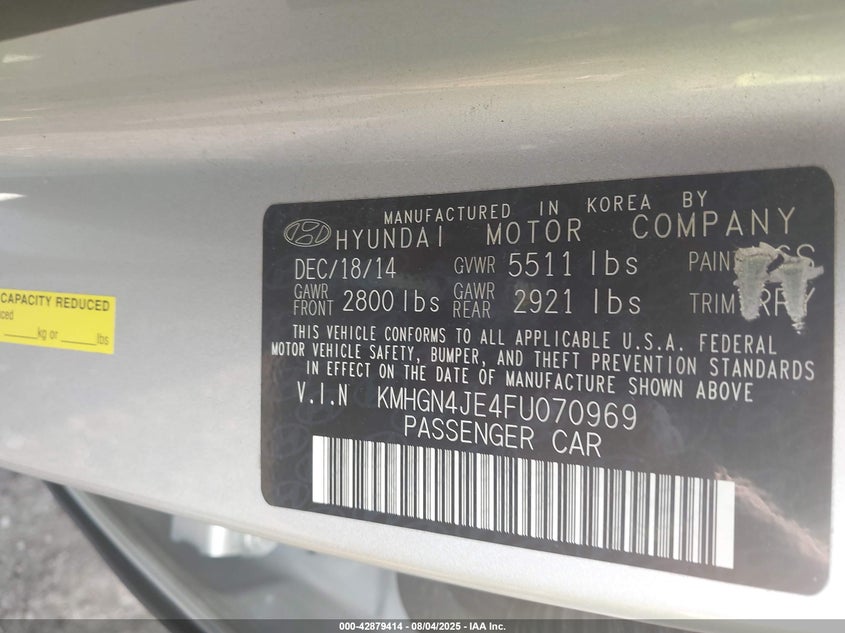 MANUFACTURED IN KOREA BY
HYUNDAI MOTOR COMPANY
DEC/18/14 GVWR 5511 lbs PAINT
GAWR FRONT 2800 lbs GAWR REAR 2921 lbs TRIM
THIS VEHICLE CONFORMS TO ALL APPLICABLE U.S.A. FEDERAL
MOTOR VEHICLE SAFETY, BUMPER, AND THEFT PREVENTION STANDARDS
IN EFFECT ON THE DATE OF MANUFACTURE SHOWN ABOVE
V.I.N KMHGN4JE4FU070969
PASSENGER CAR
CAPACITY REDUCED
kg or lbs
000-42879414 - 08/04/2025 - IAA Inc.